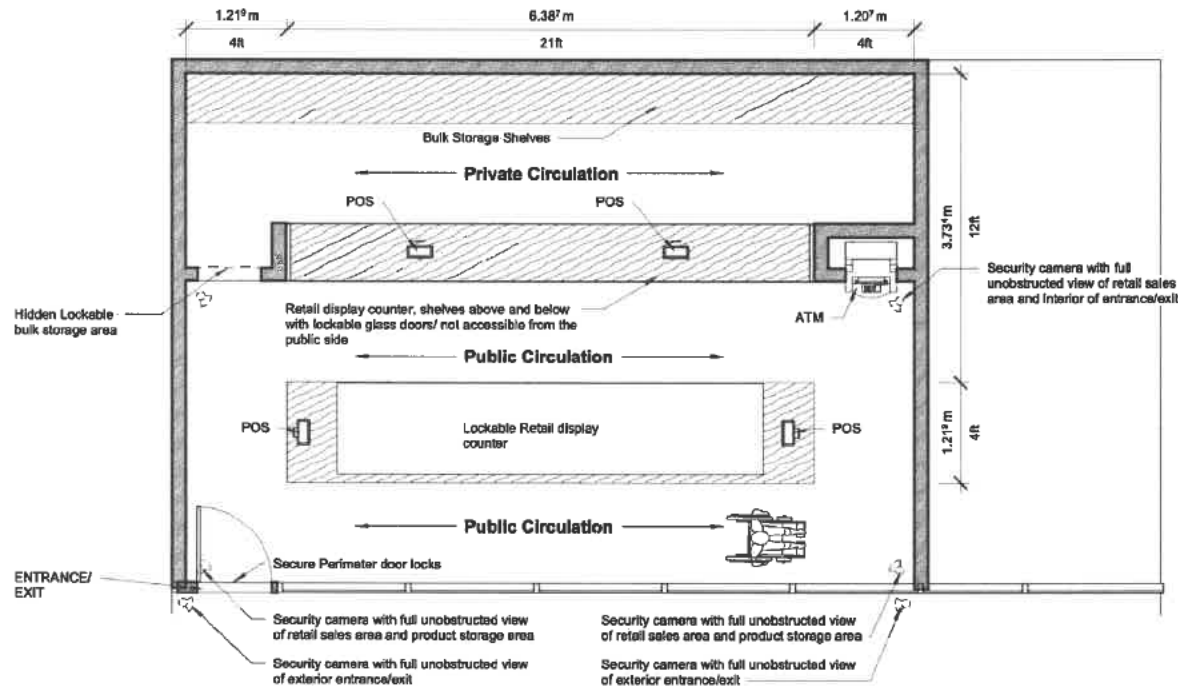 1.21⁹ m
6.38⁷ m
1.20⁷ m
4ft
21ft
4ft
Bulk Storage Shelves
Private Circulation
POS
POS
3.73⁴ m
12ft
Hidden Lockable
bulk storage area
Retail display counter, shelves above and below
with lockable glass doors/ not accessible from the
public side
ATM
Security camera with full
unobstructed view of retail sales
area and interior of entrance/exit
Public Circulation
POS
Lockable Retail display
counter
POS
1.21⁹ m
4ft
Public Circulation
Secure Perimeter door locks
ENTRANCE/
EXIT
Security camera with full unobstructed view
of retail sales area and product storage area
Security camera with full unobstructed view
of exterior entrance/exit
Security camera with full unobstructed view
of retail sales area and product storage area
Security camera with full unobstructed view
of exterior entrance/exit